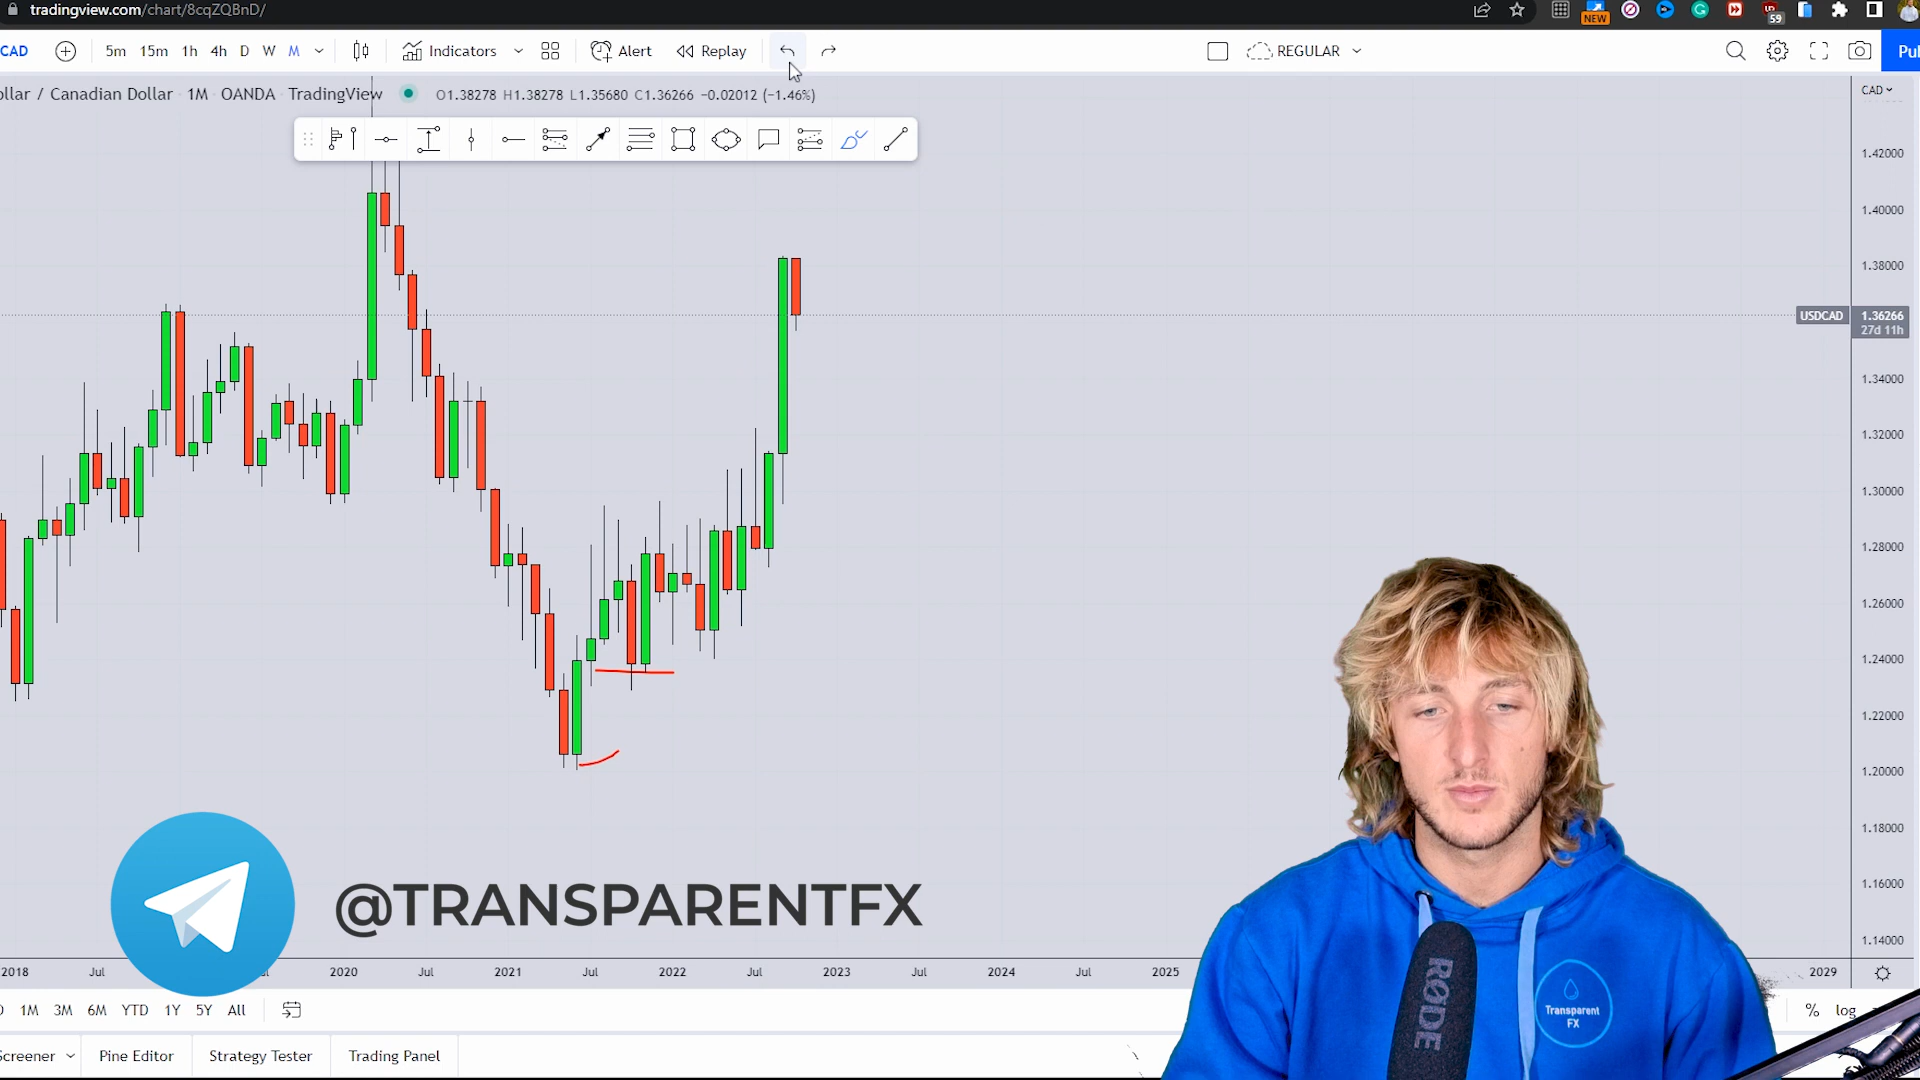 tradingview.com/chart/8cqZQBnD/
NEW
59
CAD
5m 15m 1h 4h D W M
Indicators
Alert
Replay
REGULAR
Pul
ollar / Canadian Dollar · 1M · OANDA · TradingView
O1.38278 H1.38278 L1.35680 C1.36266 −0.02012 (−1.46%)
CAD
1.42000
1.40000
1.38000
USDCAD 1.36266
27d 11h
1.34000
1.32000
1.30000
1.28000
1.26000
1.24000
1.22000
1.20000
1.18000
1.16000
1.14000
@TRANSPARENTFX
RØDE
Transparent
FX
2018 Jul 2020 Jul 2021 Jul 2022 Jul 2023 Jul 2024 Jul 2025 2029
1M 3M 6M YTD 1Y 5Y All
% log
Screener Pine Editor Strategy Tester Trading Panel